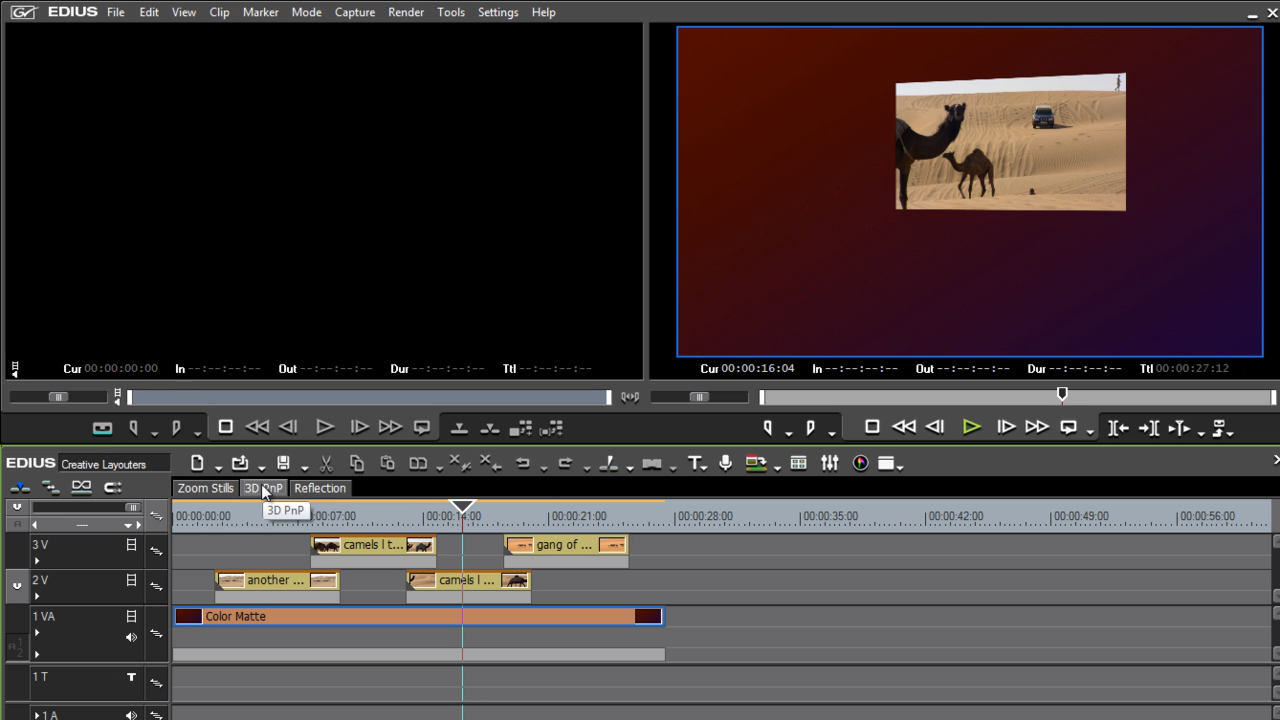 EDIUS File Edit View Clip Marker Mode Capture Render Tools Settings Help
Cur 00:00:00:00 In --:--:--:-- Out --:--:--:-- Dur --:--:--:-- Ttl --:--:--:--
Cur 00:00:16:04 In --:--:--:-- Out --:--:--:-- Dur --:--:--:-- Ttl 00:00:27:12
EDIUS Creative Layouters
Zoom Stills 3D PnP Reflection
3D PnP
00:00:00:00 :00:07:00 00:00:14:00 00:00:21:00 00:00:28:00 00:00:35:00 00:00:42:00 00:00:49:00 00:00:56:00
3 V camels l t... gang of ...
2 V another ... camels l ...
1 VA Color Matte
1 T T
1 A